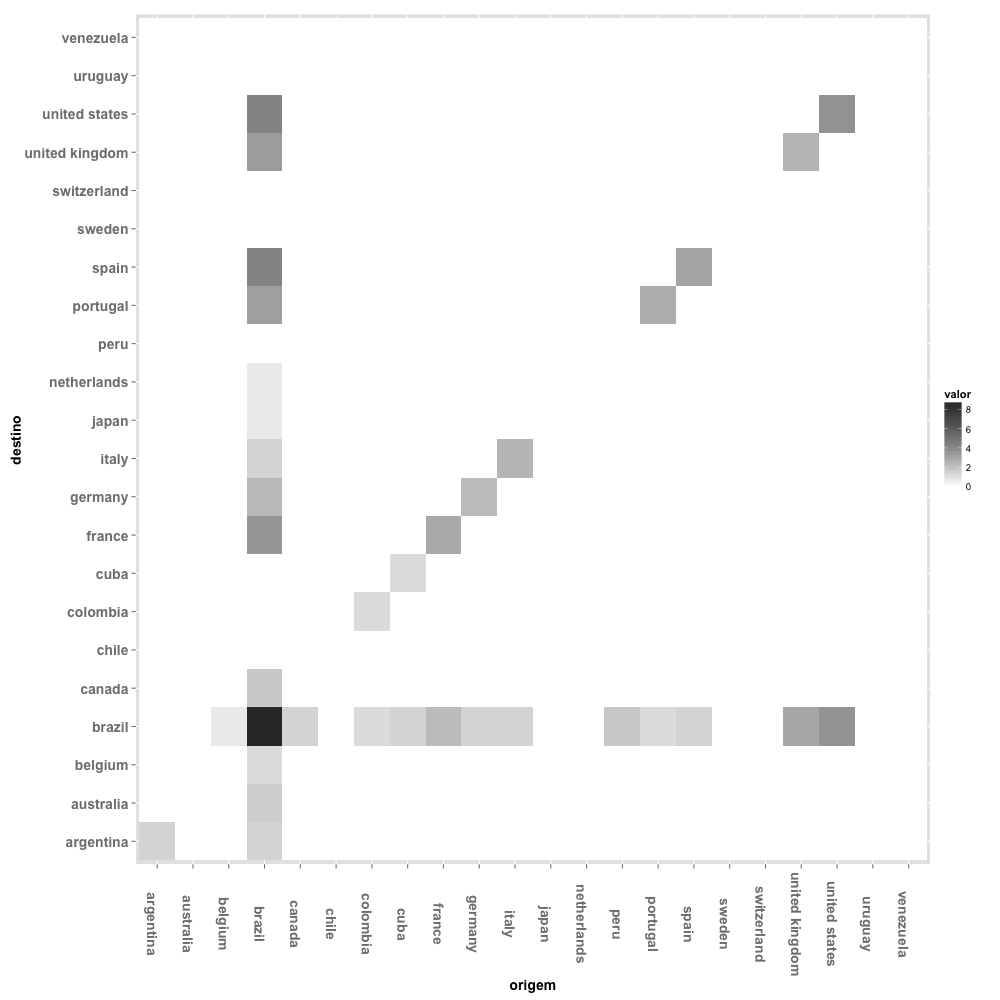 venezuela
uruguay
united states
united kingdom
switzerland
sweden
spain
portugal
peru
netherlands
japan
italy
germany
france
cuba
colombia
chile
canada
brazil
belgium
australia
argentina
destino
valor
8
6
4
2
0
argentina
australia
belgium
brazil
canada
chile
colombia
cuba
france
germany
italy
japan
netherlands
peru
portugal
spain
sweden
switzerland
united kingdom
united states
uruguay
venezuela
origem